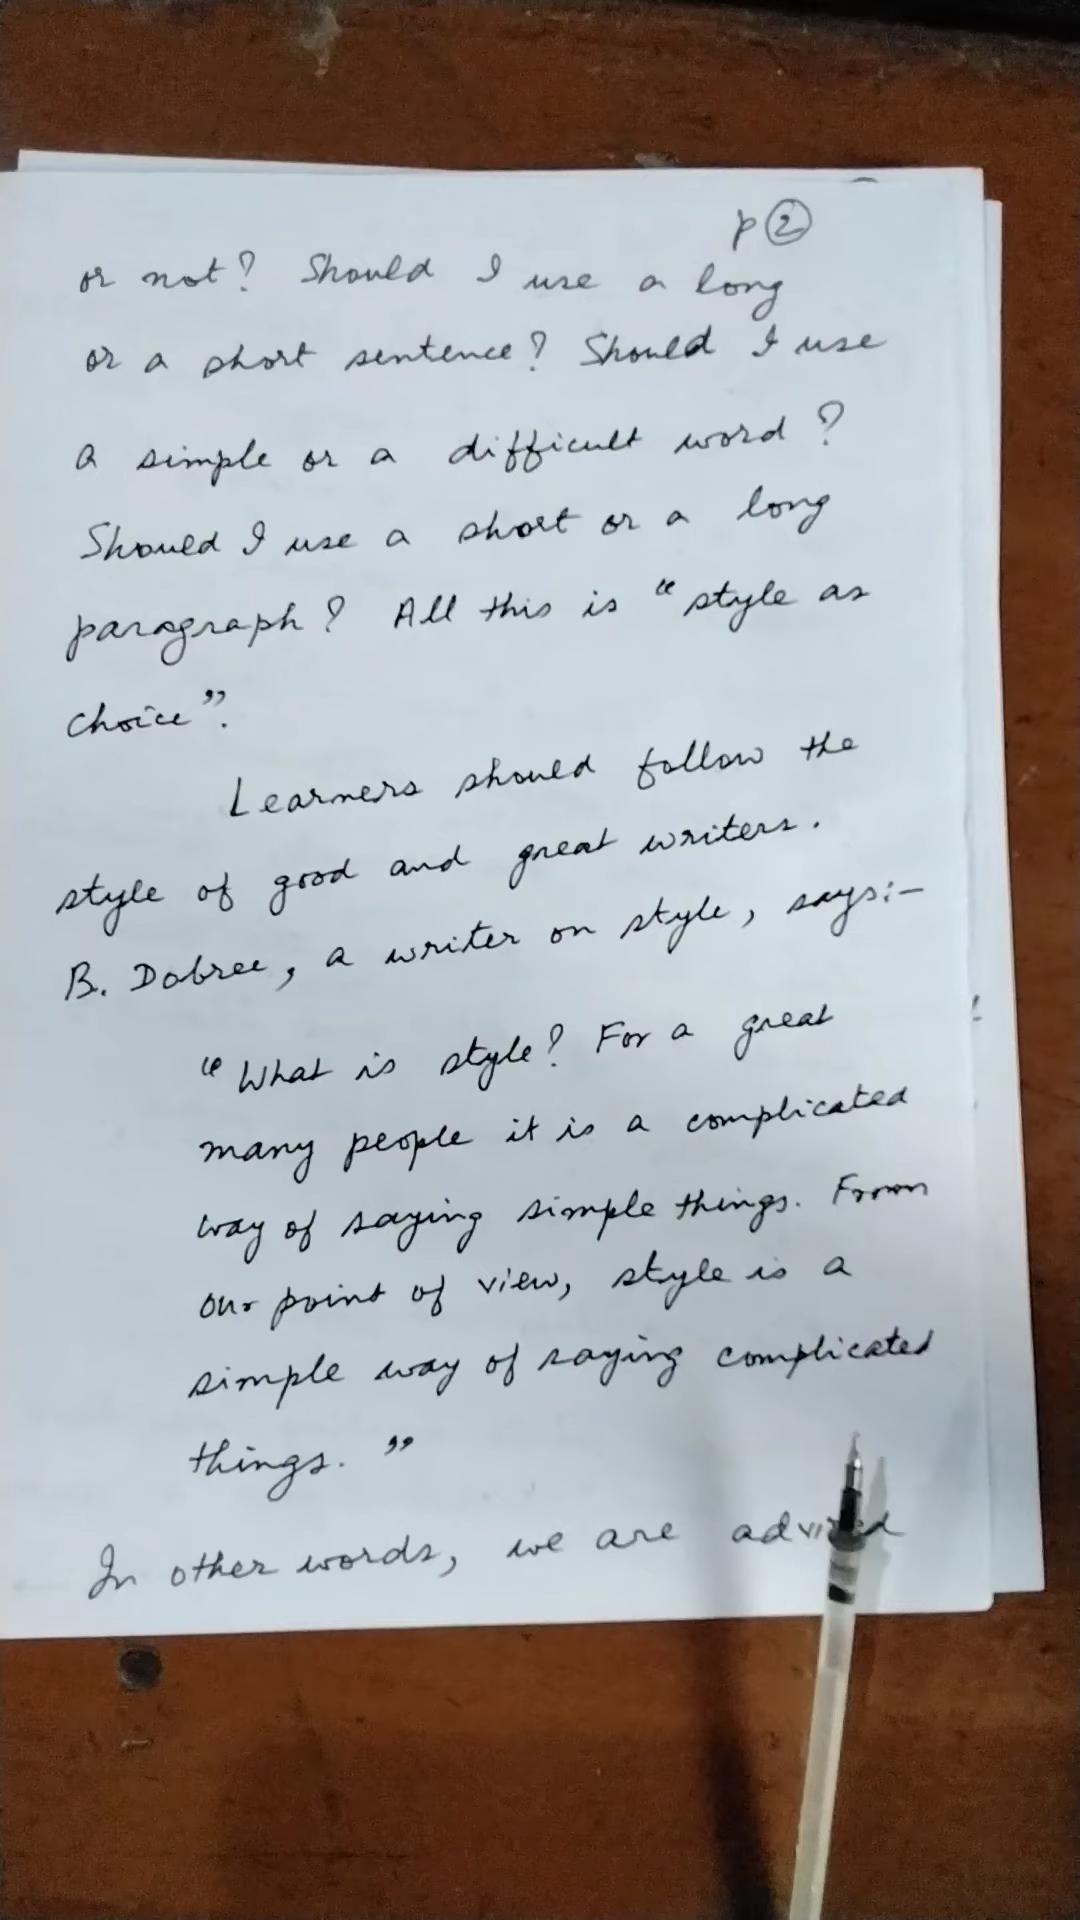 p 2
or not? Should I use a long
or a short sentence? Should I use
a simple or a difficult word?
Should I use a short or a long
paragraph? All this is "style as
choice".
Learners should follow the
style of good and great writers.
B. Dobree, a writer on style, says:-
"What is style? For a great
many people it is a complicated
way of saying simple things. From
our point of view, style is a
simple way of saying complicated
things."
In other words, we are advised